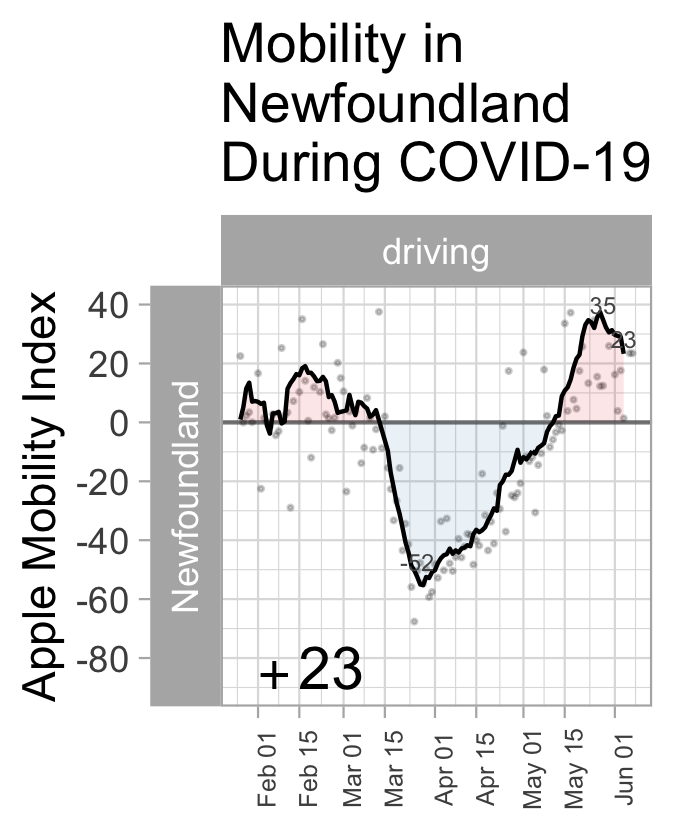 Mobility in
Newfoundland
During COVID-19
driving
Apple Mobility Index
Newfoundland
40
20
0
-20
-40
-60
-80
35
23
-52
+23
Feb 01
Feb 15
Mar 01
Mar 15
Apr 01
Apr 15
May 01
May 15
Jun 01